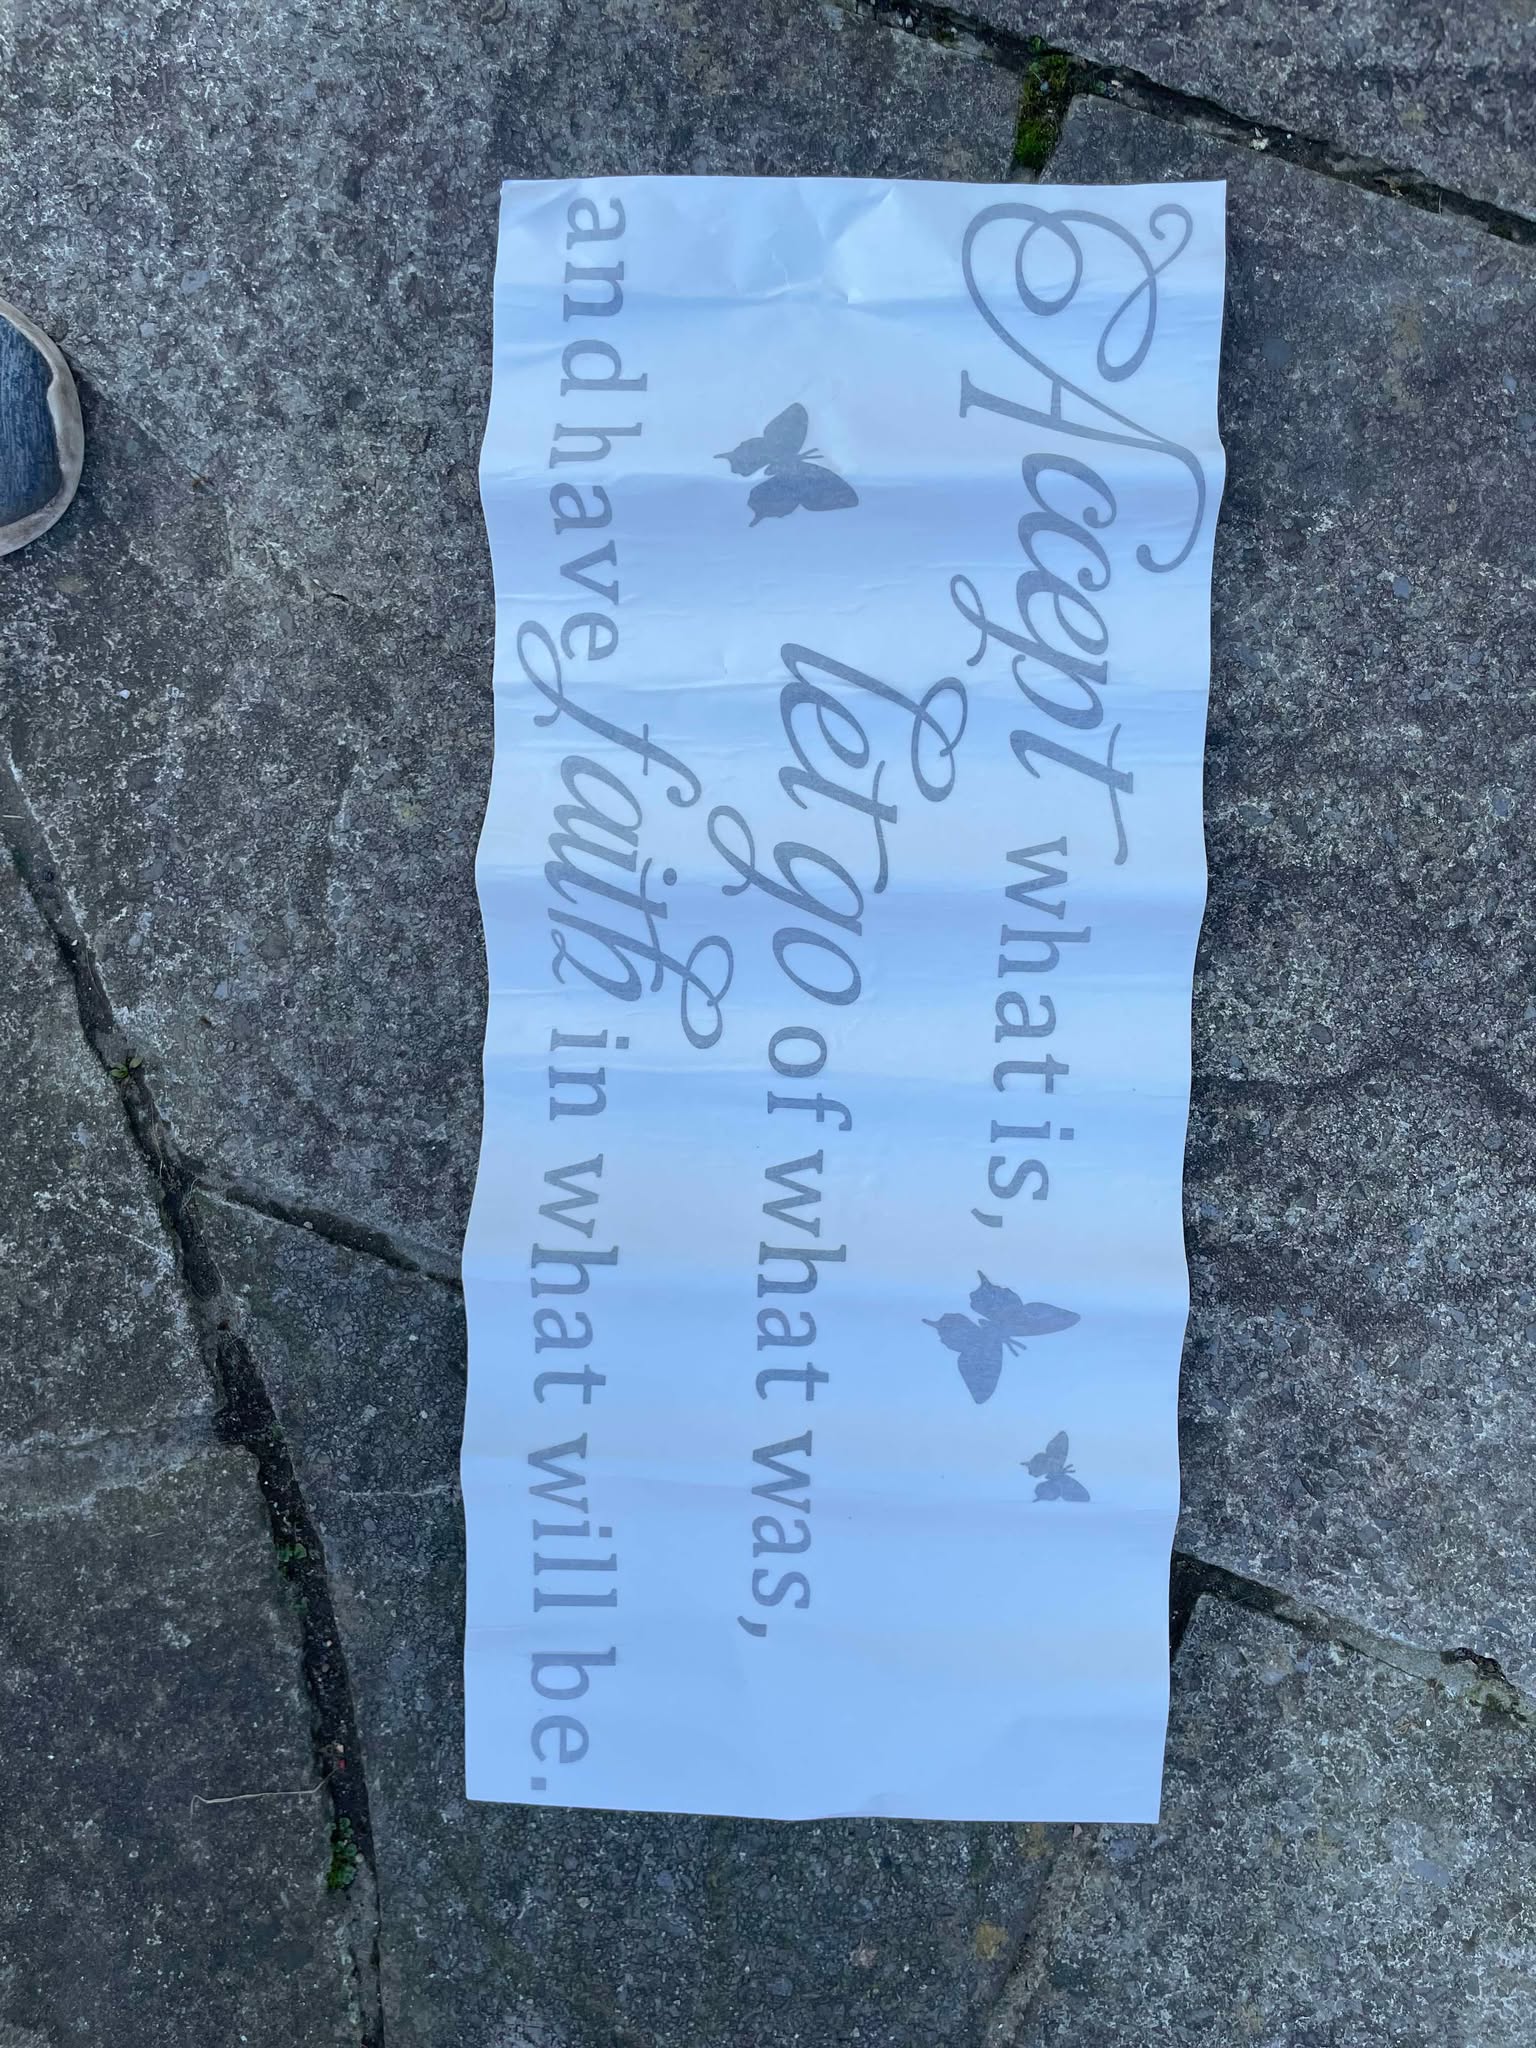 Accept what is,
let go of what was,
and have faith in what will be.